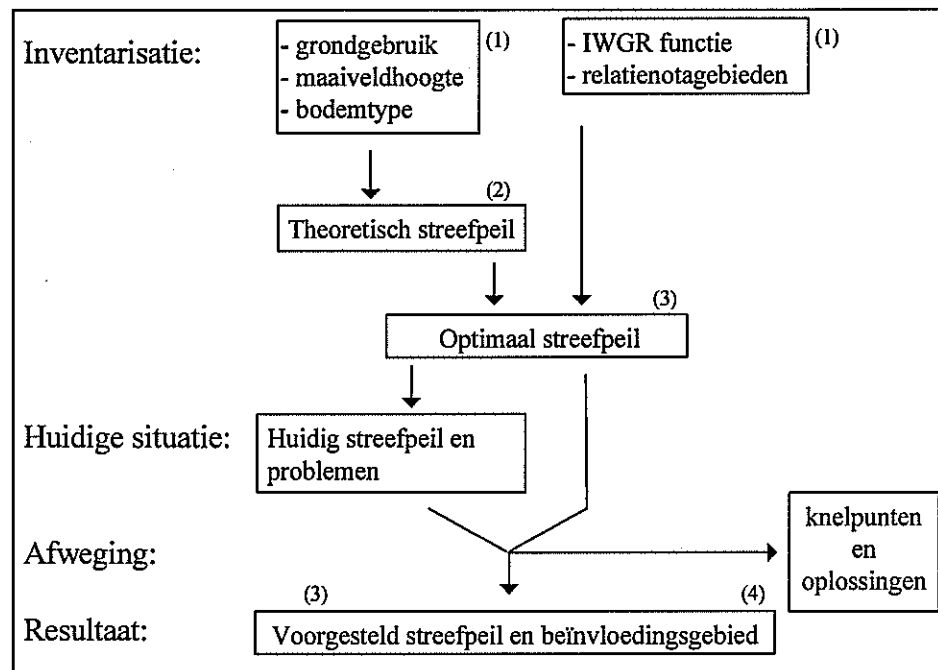 Inventarisatie:
- grondgebruik
- maaiveldhoogte
- bodemtype
(1)
- IWGR functie
- relatienotagebieden
(1)
(2)
Theoretisch streefpeil
(3)
Optimaal streefpeil
Huidige situatie:
Huidig streefpeil en
problemen
Afweging:
knelpunten
en
oplossingen
Resultaat:
(3)
(4)
Voorgesteld streefpeil en beïnvloedingsgebied